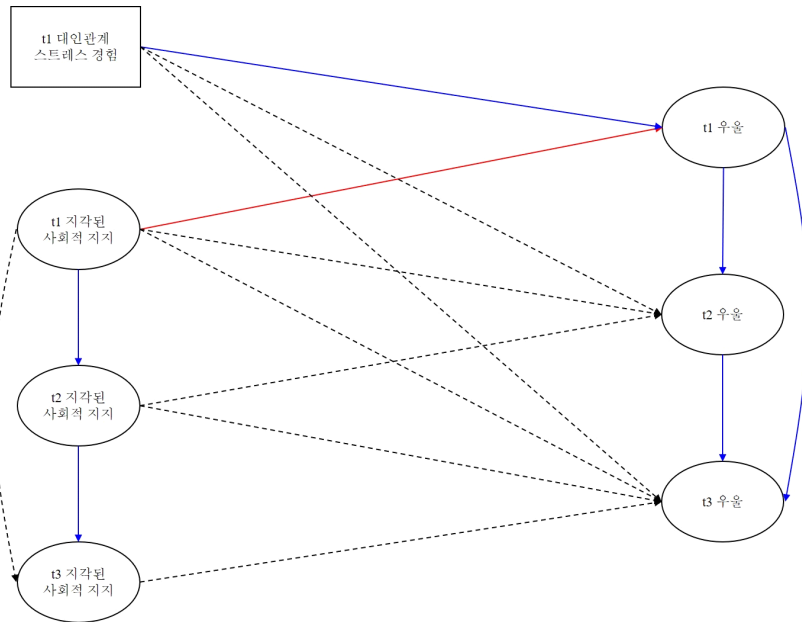 t1 대인관계
스트레스 경험
t1 우울
t1 지각된
사회적 지지
t2 우울
t2 지각된
사회적 지지
t3 우울
t3 지각된
사회적 지지